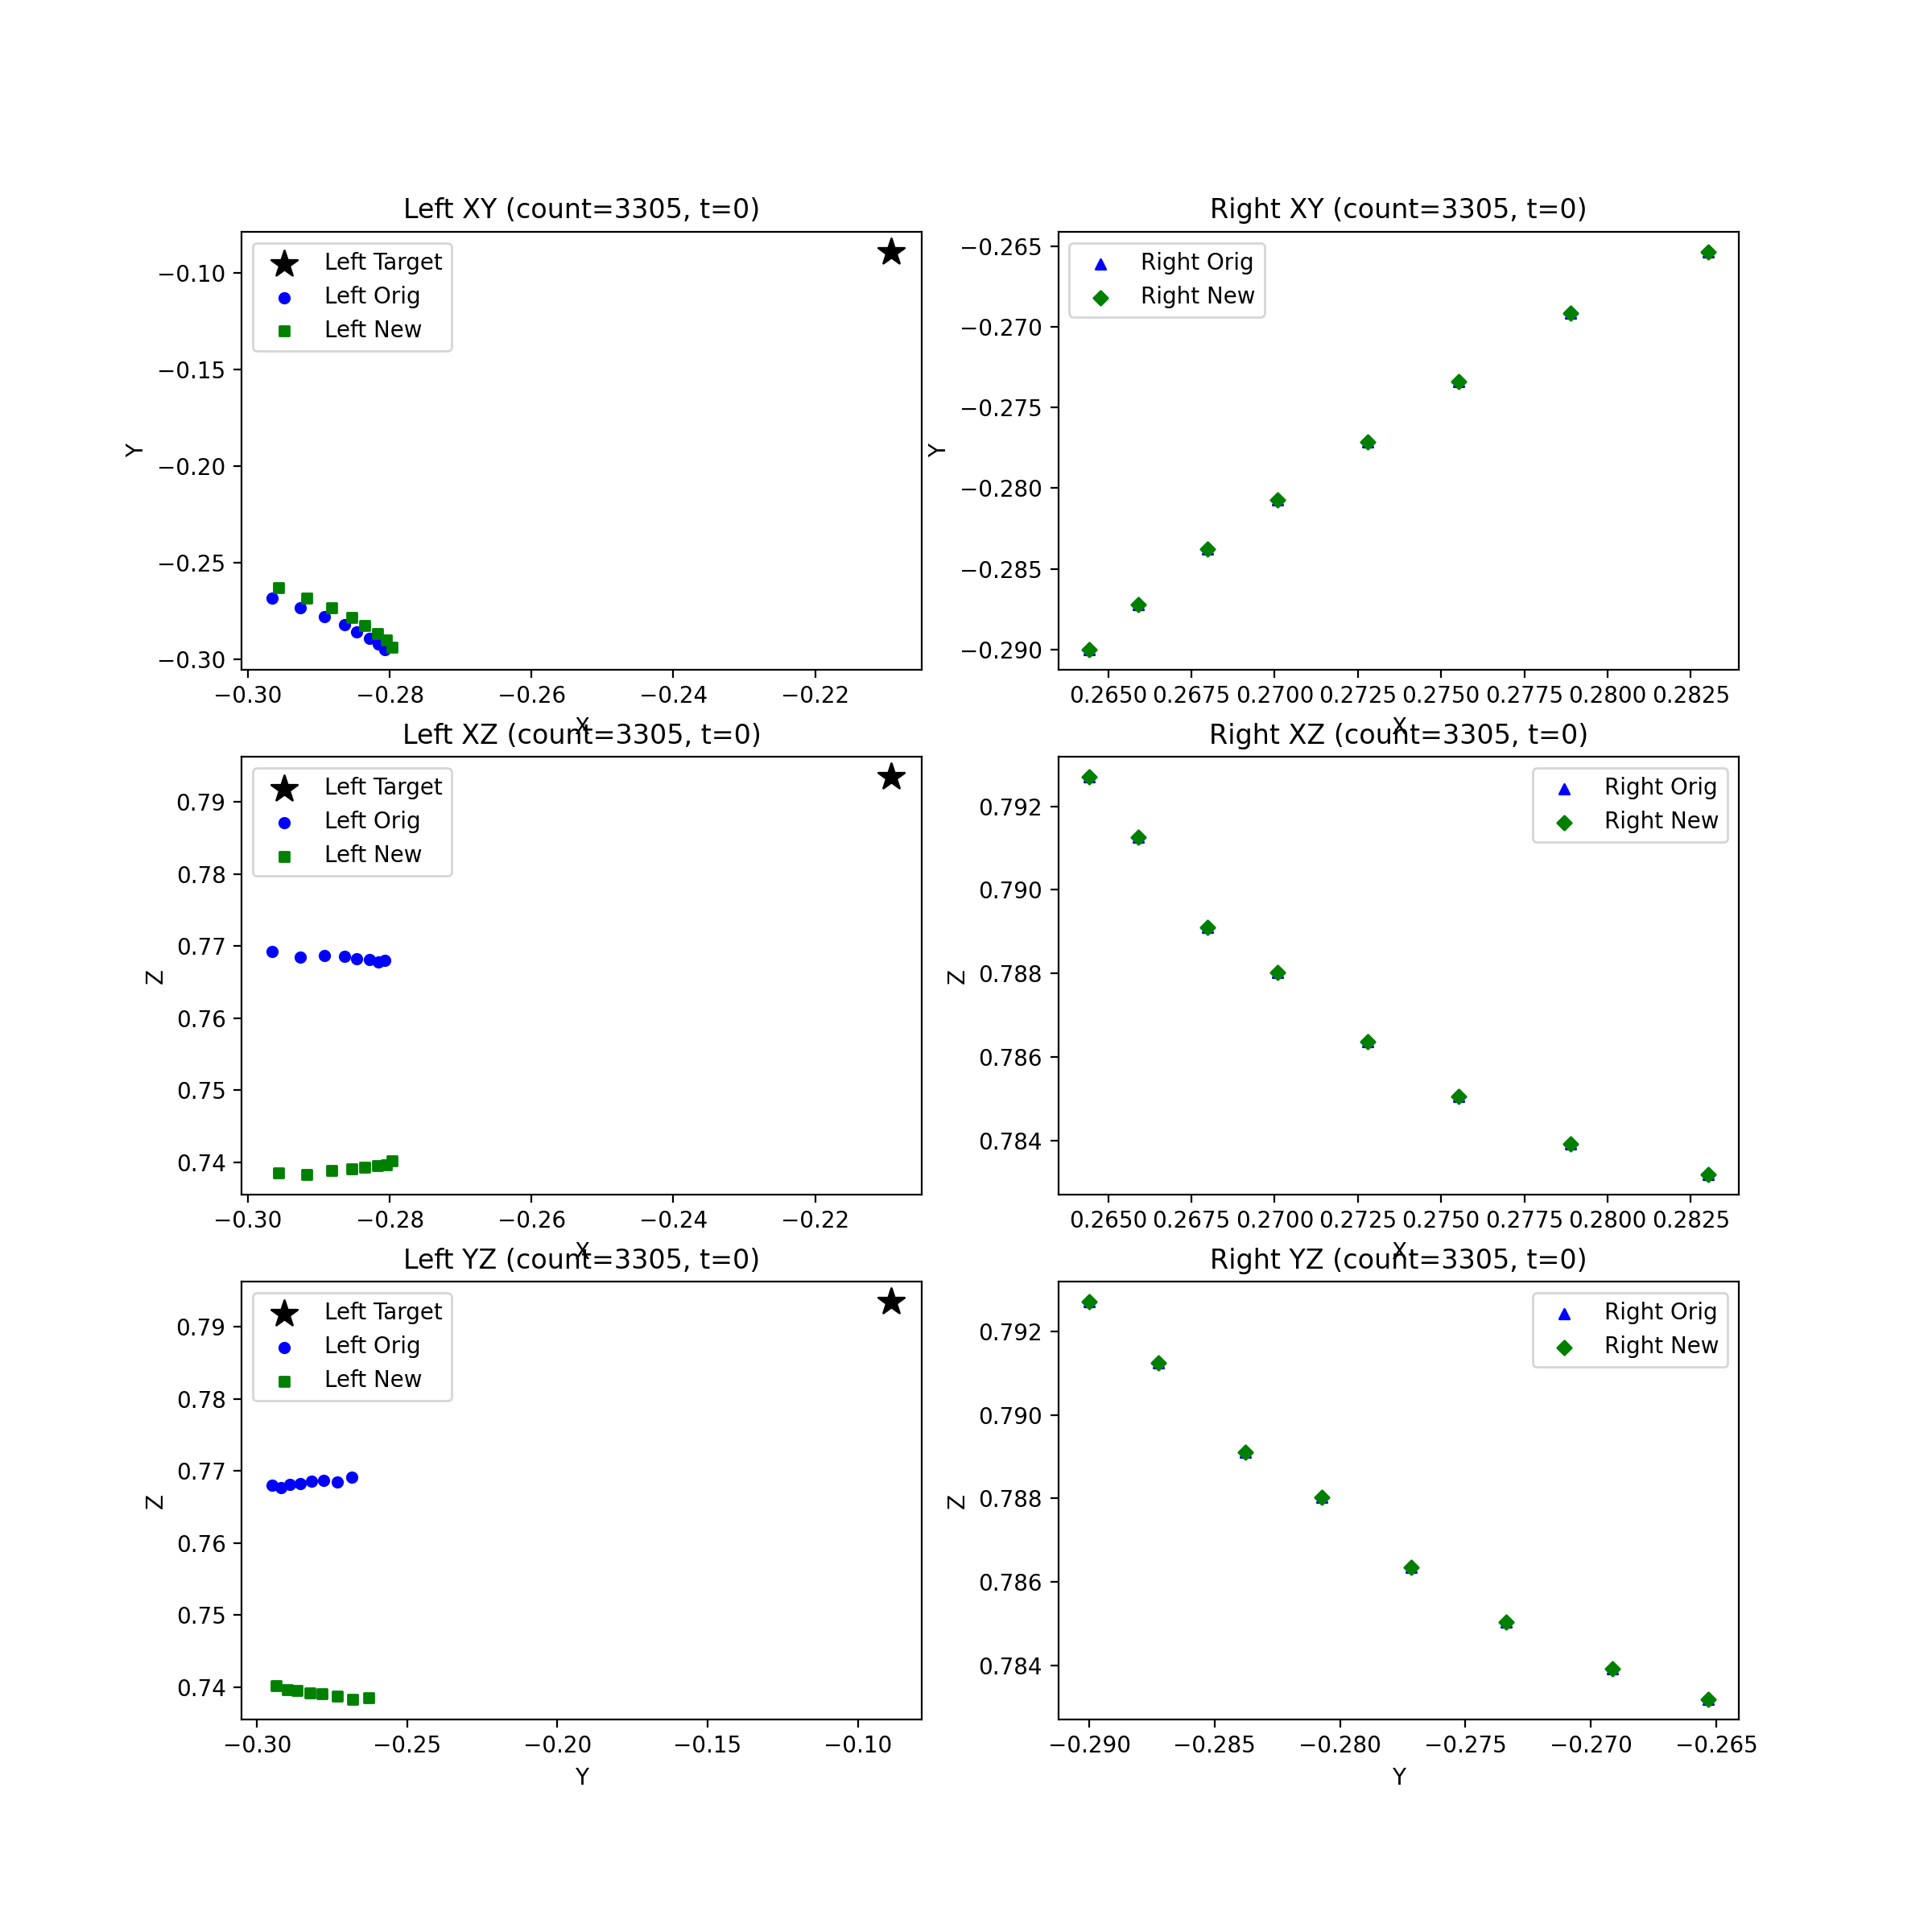 Left XY (count=3305, t=0)
Left Target
Left Orig
Left New
−0.10
−0.15
−0.20
−0.25
−0.30
Y
−0.30 −0.28 −0.26 −0.24 −0.22
X
Right XY (count=3305, t=0)
Right Orig
Right New
−0.265
−0.270
−0.275
−0.280
−0.285
−0.290
Y
0.2650 0.2675 0.2700 0.2725 0.2750 0.2775 0.2800 0.2825
X
Left XZ (count=3305, t=0)
Left Target
Left Orig
Left New
0.79
0.78
0.77
0.76
0.75
0.74
Z
−0.30 −0.28 −0.26 −0.24 −0.22
X
Right XZ (count=3305, t=0)
Right Orig
Right New
0.792
0.790
0.788
0.786
0.784
Z
0.2650 0.2675 0.2700 0.2725 0.2750 0.2775 0.2800 0.2825
X
Left YZ (count=3305, t=0)
Left Target
Left Orig
Left New
0.79
0.78
0.77
0.76
0.75
0.74
Z
−0.30 −0.25 −0.20 −0.15 −0.10
Y
Right YZ (count=3305, t=0)
Right Orig
Right New
0.792
0.790
0.788
0.786
0.784
Z
−0.290 −0.285 −0.280 −0.275 −0.270 −0.265
Y